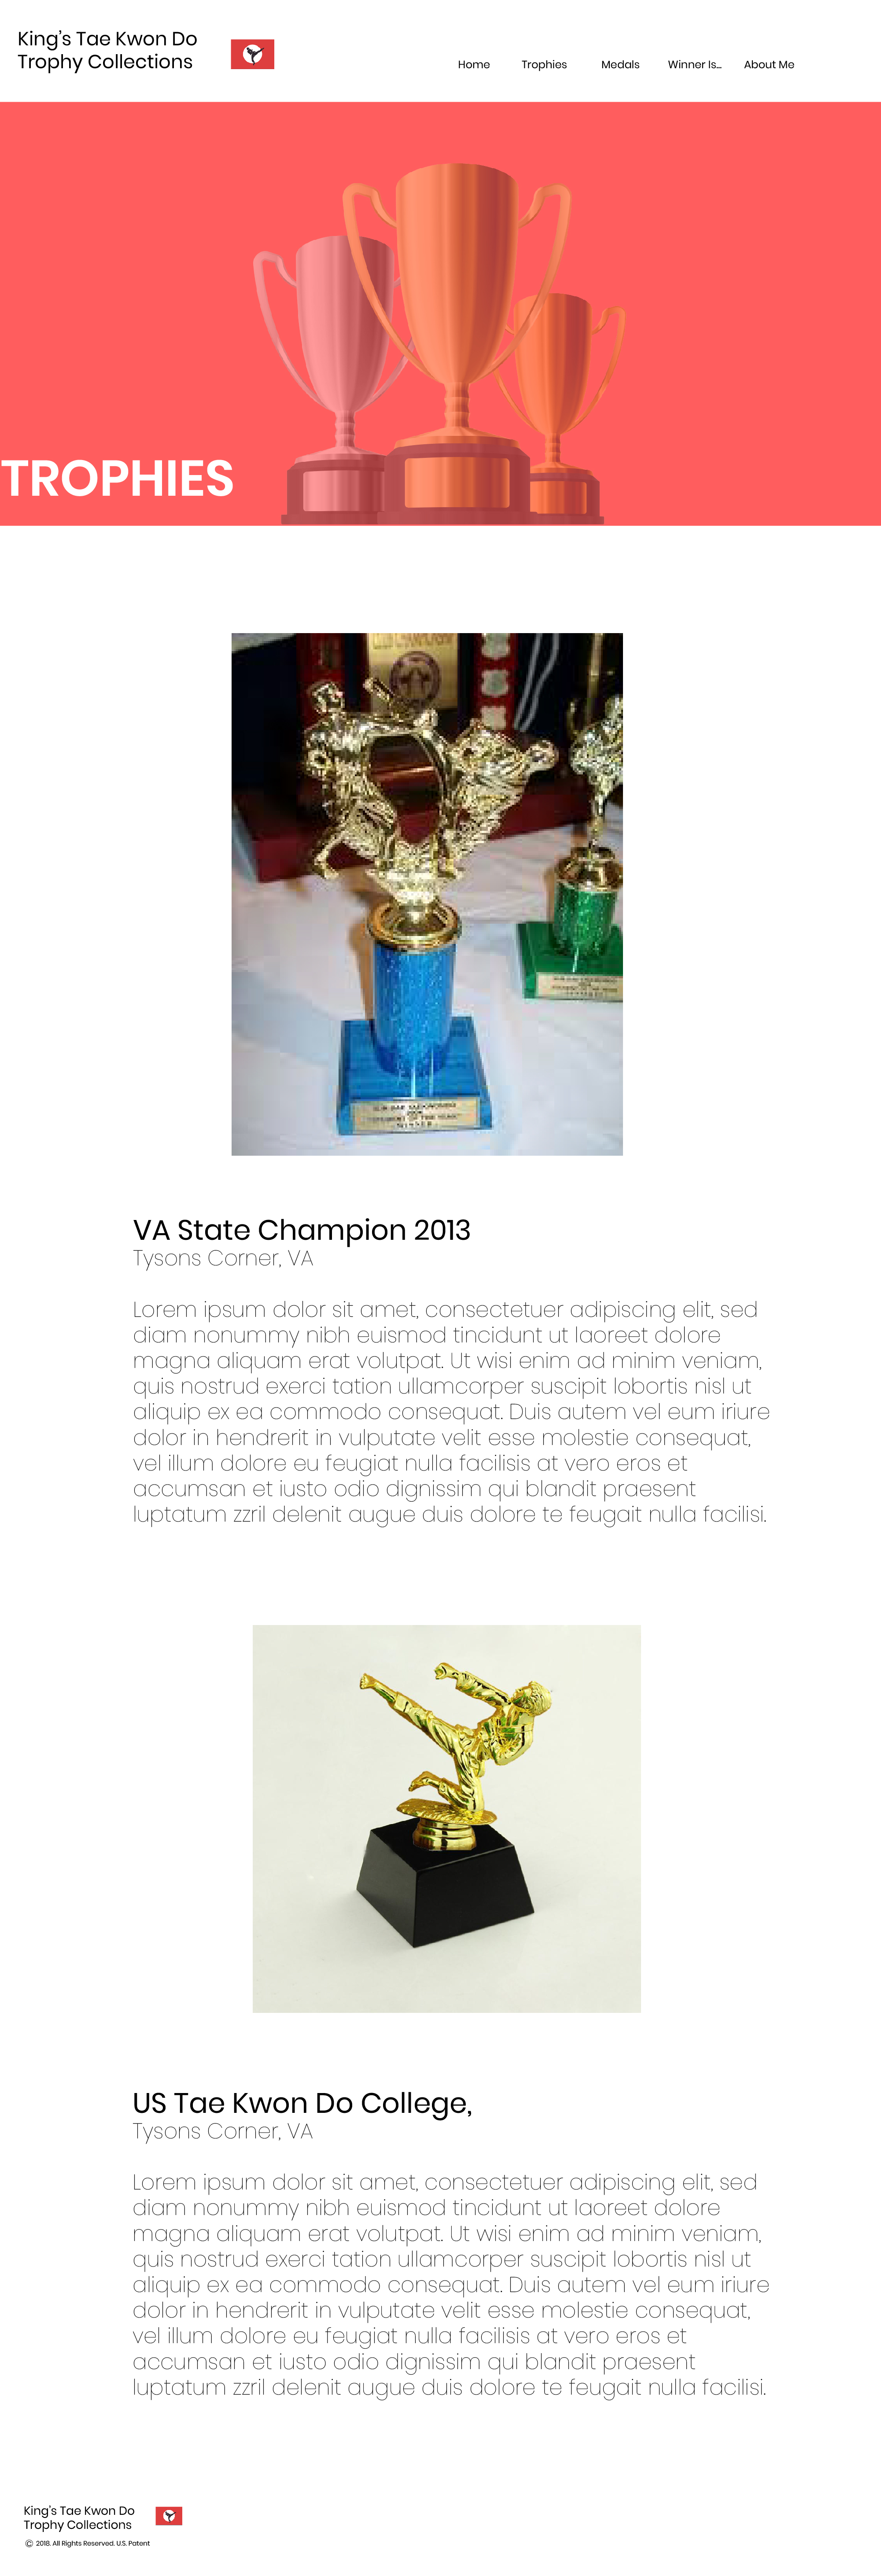 King's Tae Kwon Do
Trophy Collections
Home Trophies Medals Winner Is... About Me
TROPHIES
VA State Champion 2013
Tysons Corner, VA
Lorem ipsum dolor sit amet, consectetuer adipiscing elit, sed
diam nonummy nibh euismod tincidunt ut laoreet dolore
magna aliquam erat volutpat. Ut wisi enim ad minim veniam,
quis nostrud exerci tation ullamcorper suscipit lobortis nisl ut
aliquip ex ea commodo consequat. Duis autem vel eum iriure
dolor in hendrerit in vulputate velit esse molestie consequat,
vel illum dolore eu feugiat nulla facilisis at vero eros et
accumsan et iusto odio dignissim qui blandit praesent
luptatum zzril delenit augue duis dolore te feugait nulla facilisi.
US Tae Kwon Do College,
Tysons Corner, VA
Lorem ipsum dolor sit amet, consectetuer adipiscing elit, sed
diam nonummy nibh euismod tincidunt ut laoreet dolore
magna aliquam erat volutpat. Ut wisi enim ad minim veniam,
quis nostrud exerci tation ullamcorper suscipit lobortis nisl ut
aliquip ex ea commodo consequat. Duis autem vel eum iriure
dolor in hendrerit in vulputate velit esse molestie consequat,
vel illum dolore eu feugiat nulla facilisis at vero eros et
accumsan et iusto odio dignissim qui blandit praesent
luptatum zzril delenit augue duis dolore te feugait nulla facilisi.
King's Tae Kwon Do
Trophy Collections
© 2018. All Rights Reserved. U.S. Patent